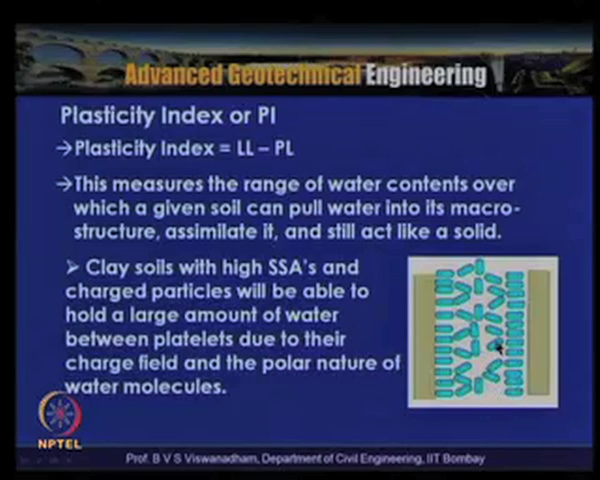 Advanced Geotechnical Engineering
Plasticity Index or PI
→Plasticity Index = LL – PL
→This measures the range of water contents over
which a given soil can pull water into its macro-
structure, assimilate it, and still act like a solid.
➢ Clay soils with high SSA's and
charged particles will be able to
hold a large amount of water
between platelets due to their
charge field and the polar nature of
water molecules.
NPTEL
Prof. B V S Viswanadham, Department of Civil Engineering, IIT Bombay